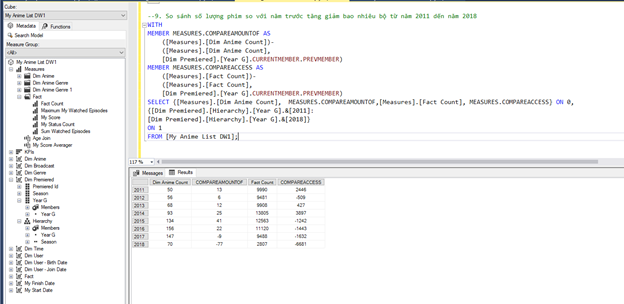 Cube:
My Anime List DW1
Metadata Functions
Search Model
Measure Group:
<All>
My Anime List DW1
Measures
Dim Anime
Dim Anime Genre
Dim Anime Genre 1
Fact
Fact Count
Maximum My Watched Episodes
My Score
My Status Count
Sum Watched Episodes
Age Join
My Score Averager
KPIs
Dim Anime
Dim Broadcast
Dim Genre
Dim Premiered
Premiered Id
Season
Year G
Members
Year G
Hierarchy
Members
Year G
Season
Dim Time
Dim User
Dim User - Birth Date
Dim User - Join Date
Fact
My Finish Date
My Start Date
--9. So sánh số lượng phim so với năm trước tăng giảm bao nhiêu bộ từ năm 2011 đến năm 2018
WITH
MEMBER MEASURES.COMPAREAMOUNTOF AS
([Measures].[Dim Anime Count])-
([Measures].[Dim Anime Count],
[Dim Premiered].[Year G].CURRENTMEMBER.PREVMEMBER)
MEMBER MEASURES.COMPAREACCESS AS
([Measures].[Fact Count])-
([Measures].[Fact Count],
[Dim Premiered].[Year G].CURRENTMEMBER.PREVMEMBER)
SELECT {[Measures].[Dim Anime Count], MEASURES.COMPAREAMOUNTOF,[Measures].[Fact Count], MEASURES.COMPAREACCESS} ON 0,
{[Dim Premiered].[Hierarchy].[Year G].&[2011]:
[Dim Premiered].[Hierarchy].[Year G].&[2018]}
ON 1
FROM [My Anime List DW1];
117 %
Messages Results
Dim Anime Count COMPAREAMOUNTOF Fact Count COMPAREACCESS
2011 50 13 9990 2446
2012 56 6 9481 -509
2013 68 12 9908 427
2014 93 25 13805 3897
2015 134 41 12563 -1242
2016 156 22 11120 -1443
2017 147 -9 9488 -1632
2018 70 -77 2807 -6681